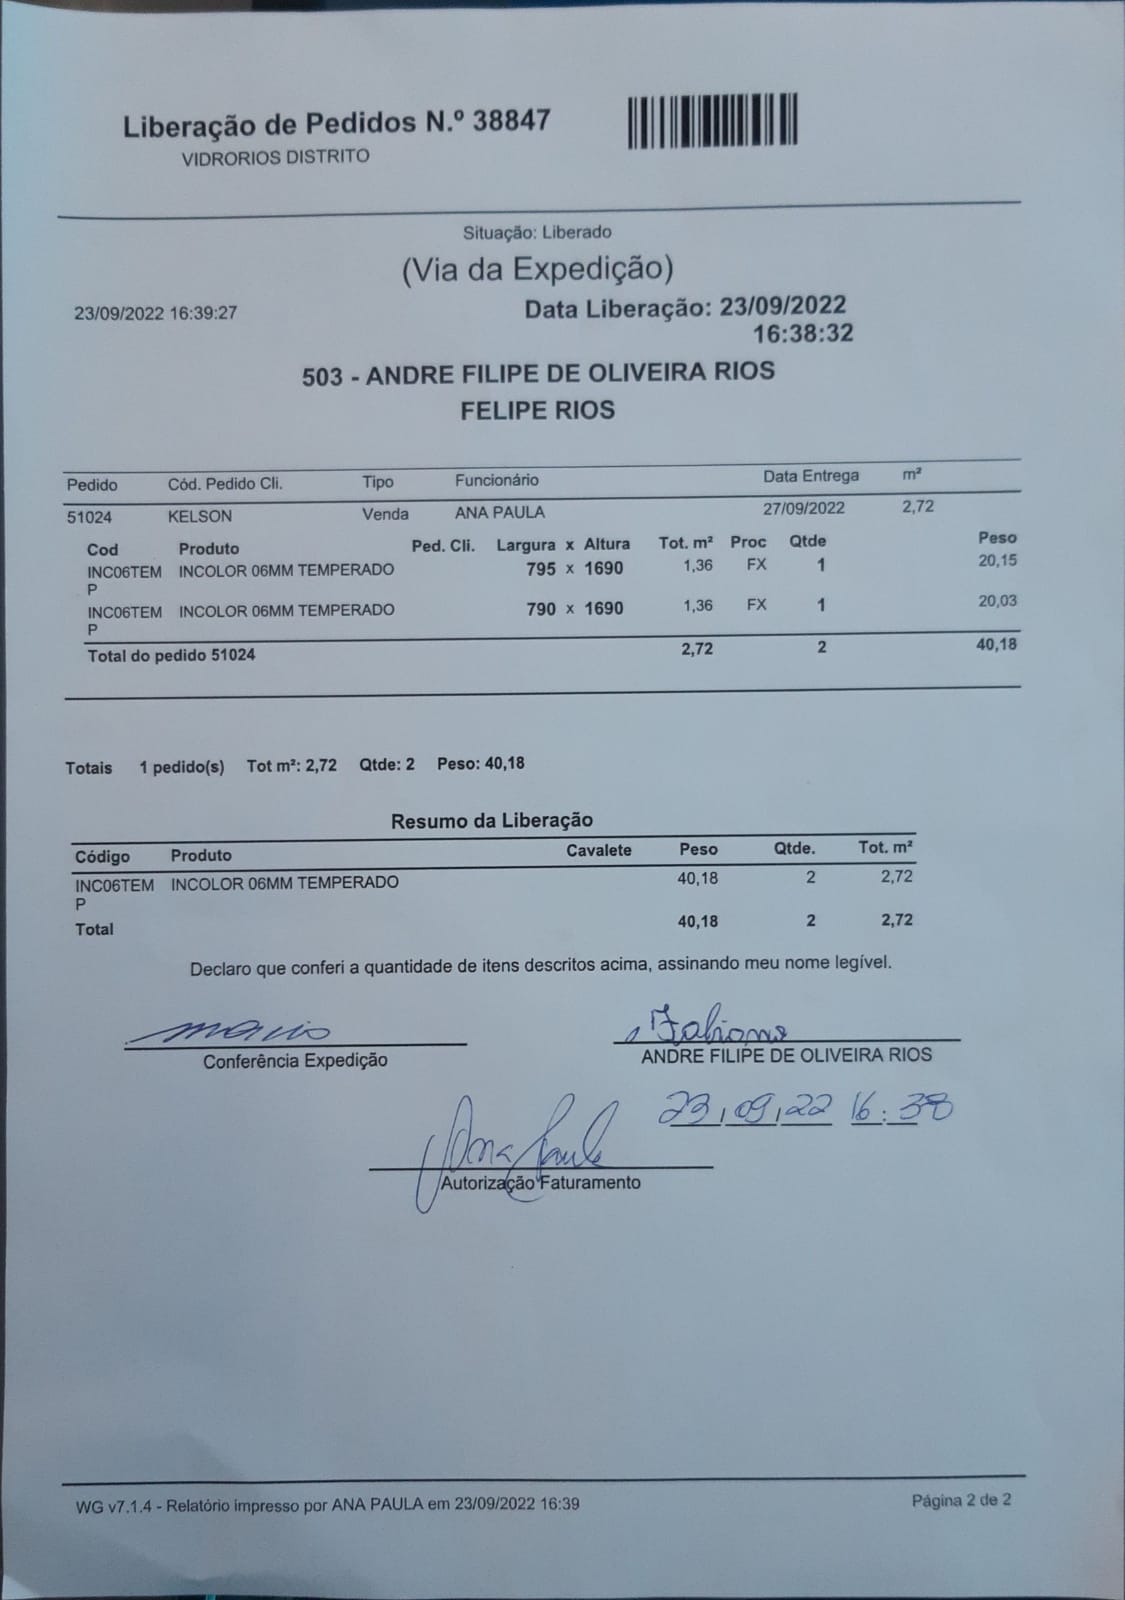 Liberação de Pedidos N.º 38847
VIDRORIOS DISTRITO
Situação: Liberado
(Via da Expedição)
23/09/2022 16:39:27
Data Liberação: 23/09/2022
16:38:32
503 - ANDRE FILIPE DE OLIVEIRA RIOS
FELIPE RIOS
Pedido Cód. Pedido Cli. Tipo Funcionário Data Entrega m²
51024 KELSON Venda ANA PAULA 27/09/2022 2,72
Cod Produto Ped. Cli. Largura x Altura Tot. m² Proc Qtde Peso
INC06TEM INCOLOR 06MM TEMPERADO 795 x 1690 1,36 FX 1 20,15
P
INC06TEM INCOLOR 06MM TEMPERADO 790 x 1690 1,36 FX 1 20,03
P
Total do pedido 51024 2,72 2 40,18
Totais 1 pedido(s) Tot m²: 2,72 Qtde: 2 Peso: 40,18
Resumo da Liberação
Código Produto Cavalete Peso Qtde. Tot. m²
INC06TEM INCOLOR 06MM TEMPERADO 40,18 2 2,72
P
Total 40,18 2 2,72
Declaro que conferi a quantidade de itens descritos acima, assinando meu nome legível.
Fabiano
Conferência Expedição ANDRE FILIPE DE OLIVEIRA RIOS
23/09/22 16:38
Ana Paula
Autorização Faturamento
WG v7.1.4 - Relatório impresso por ANA PAULA em 23/09/2022 16:39 Página 2 de 2